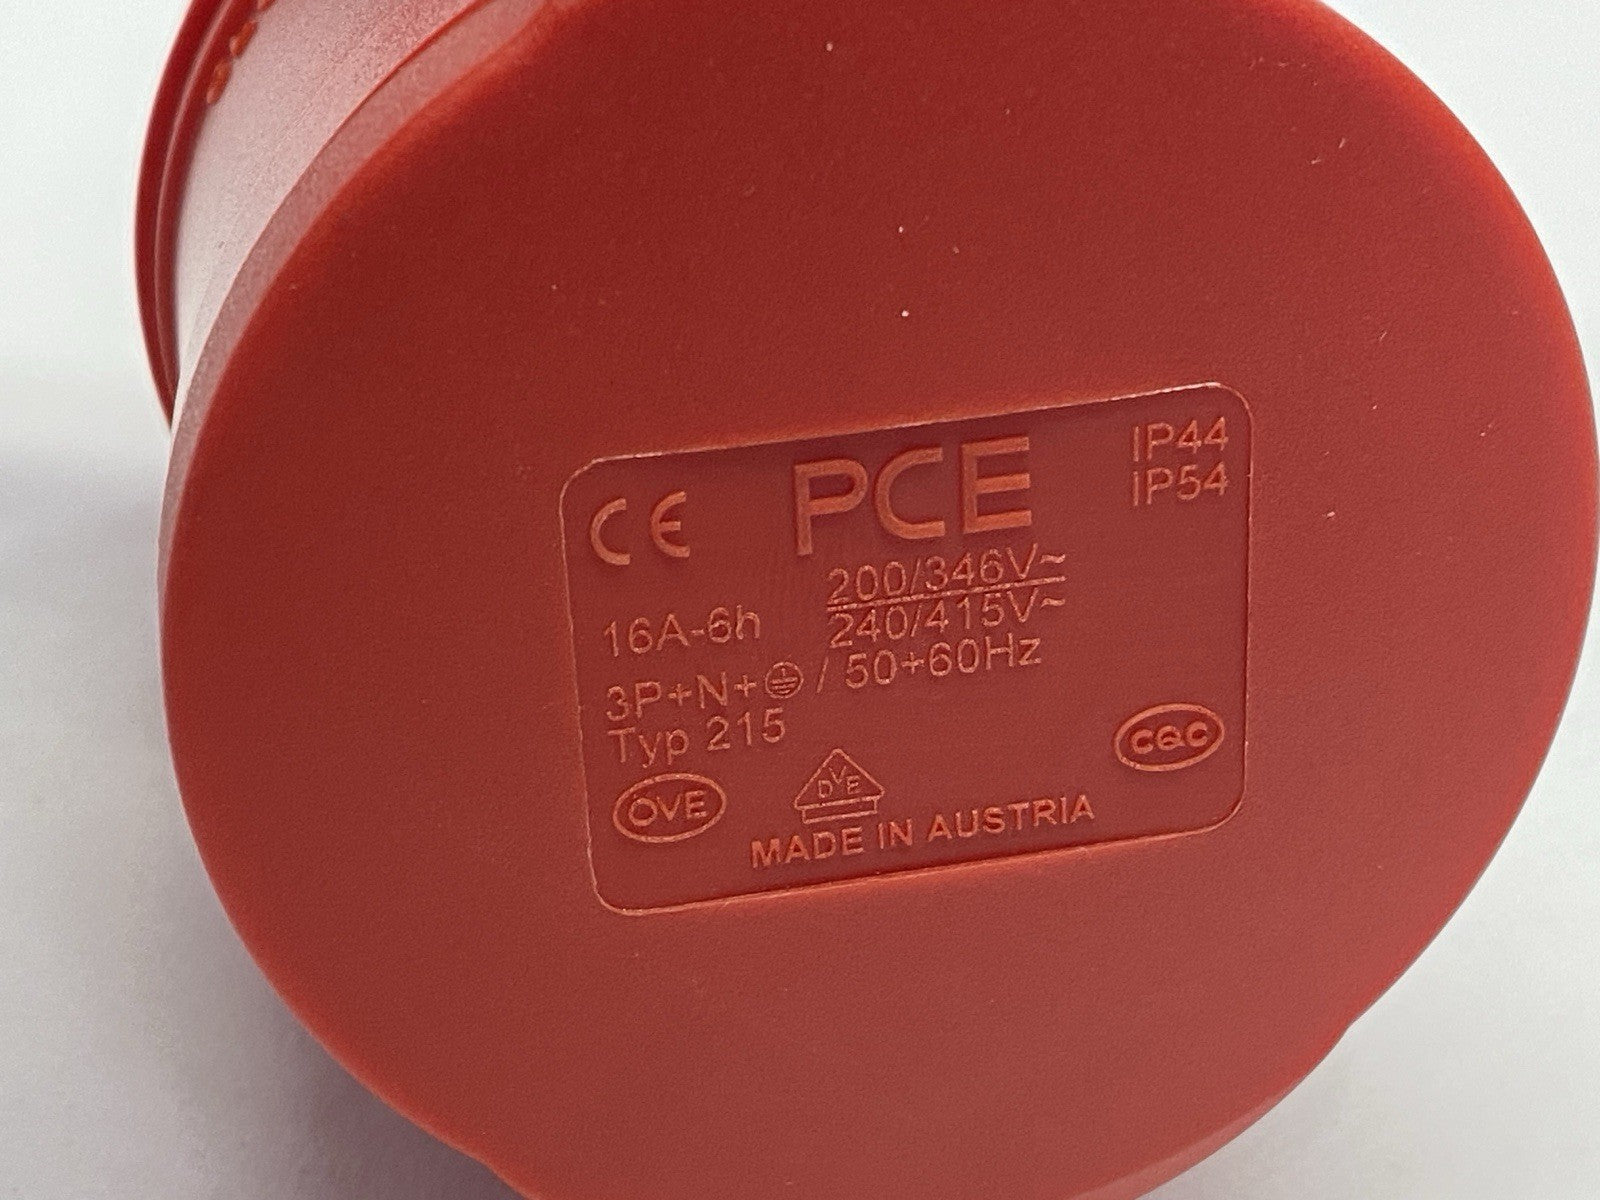 CE PCE IP44
IP54
16A-6h 200/346V~
240/415V~
3P+N+⏚ / 50+60Hz
Typ 215
ÖVE DVE CQC
MADE IN AUSTRIA